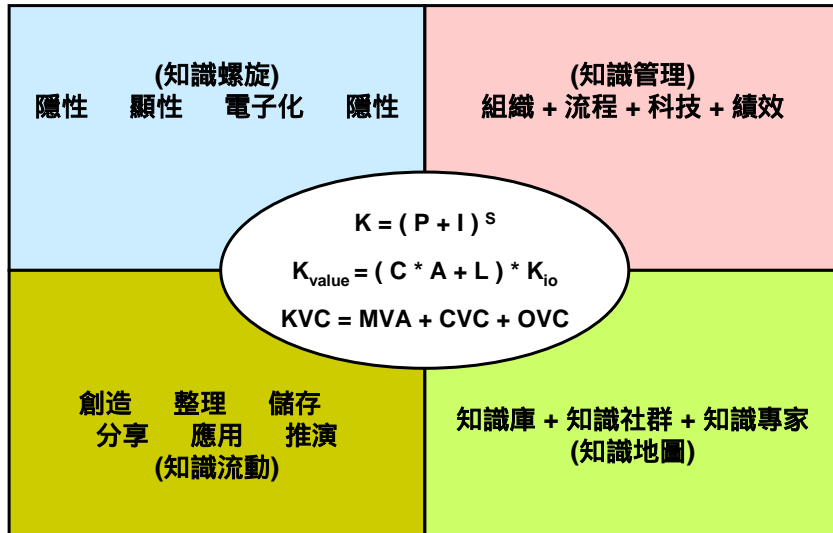 (知識螺旋)
隱性 顯性 電子化 隱性
(知識管理)
組織 + 流程 + 科技 + 績效
K = ( P + I ) S
Kvalue = ( C * A + L ) * Kio
KVC = MVA + CVC + OVC
創造 整理 儲存
分享 應用 推演
(知識流動)
知識庫 + 知識社群 + 知識專家
(知識地圖)